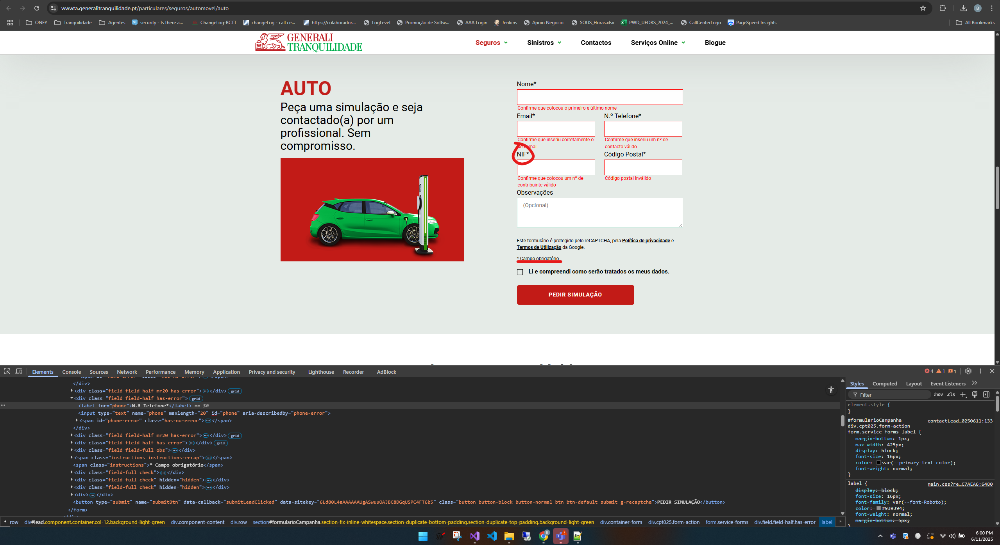 wwwta.generalitranquilidade.pt/particulares/seguros/automovel/auto
B
ONEY
Tranquilidade
Agentes
security - Is there a...
ChangeLog-BCTT
changeLog - call ce...
https://colaborador...
LogLevel
Promoção de Softw...
AAA Login
Jenkins
Apoio Negocio
SOUS_Horas.xlsx
PWD_UFORS_2024_...
CallCenterLogo
PageSpeed Insights
All Bookmarks
GENERALI
TRANQUILIDADE
Seguros
Sinistros
Contactos
Serviços Online
Blogue
AUTO
Peça uma simulação e seja
contactado(a) por um
profissional. Sem
compromisso.
Nome*
Confirme que colocou o primeiro e último nome
Email*
N.º Telefone*
Confirme que inseriu corretamente o
seu email
Confirme que inseriu um nº de
contacto válido
NIF*
Código Postal*
Confirme que colocou um nº de
contribuinte válido
Código postal inválido
Observações
(Opcional)
Este formulário é protegido pelo reCAPTCHA, pela Política de privacidade e
Termos de Utilização da Google.
* Campo obrigatório
Li e compreendi como serão tratados os meus dados.
PEDIR SIMULAÇÃO
Elements
Console
Sources
Network
Performance
Memory
Application
Privacy and security
Lighthouse
Recorder
AdBlock
4
1
1
</div>
<div class="field field-half mr20 has-error">…</div> grid
<div class="field field-half has-error"> grid
<label for="phone">N.º Telefone*</label> == $0
<input type="text" name="phone" maxlength="20" id="phone" aria-describedby="phone-error">
<span id="phone-error" class="has-no-error">…</span>
</div>
<div class="field field-half mr20 has-error">…</div> grid
<div class="field field-half has-error">…</div> grid
<div class="field field-full obs">…</div>
<span class="instructions instructions-recap">…</span>
<span class="instructions">* Campo obrigatório</span>
<div class="field-full check">…</div>
<div class="field-full check" hidden="hidden">…</div>
<div class="field-full check" hidden="hidden">…</div>
<div>…</div>
<button type="submit" name="submitBtn" data-callback="submitLeadClicked" data-sitekey="6Ld80L4aAAAAAAUgASwuuOAJBC8DGqUSPC4FT6b5" class="button button-block button-normal btn btn-default submit g-recaptcha">PEDIR SIMULAÇÃO</button>
</form>
row
div#lead.component.container.col-12.background-light-green
div.component-content
div.row
section#formularioCampanha.section-fix-inline-whitespace.section-duplicate-bottom-padding.section-duplicate-top-padding.background-light-green
div.container-form
div.cpt025.form-action
form.service-forms
div.field.field-half.has-error
label
Styles
Computed
Layout
Event Listeners
Filter
:hov
.cls
element.style {
}
#formularioCampanha
contactLead…0250611:133
div.cpt025.form-action
form.service-forms label {
margin-bottom: 1px;
max-width: 425px;
display: block;
font-size: 16px;
color: var(--primary-text-color);
font-weight: normal;
}
label {
main.css?re…C7AEA6:6480
display: block;
font-size: 16px;
font-family: var(--font-Roboto);
color: #939394;
font-weight: normal;
margin-bottom: 5px;
6:00 PM
6/11/2025